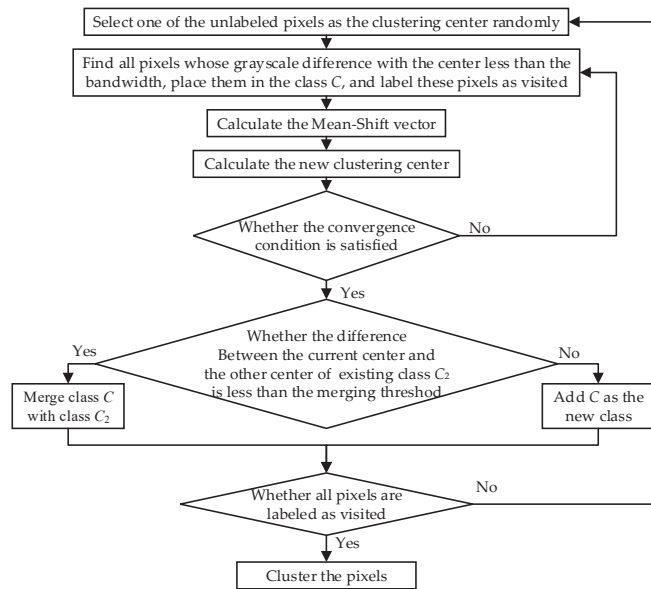 Select one of the unlabeled pixels as the clustering center randomly
Find all pixels whose grayscale difference with the center less than the
bandwidth, place them in the class C, and label these pixels as visited
Calculate the Mean-Shift vector
Calculate the new clustering center
Whether the convergence
condition is satisfied
No
Yes
Whether the difference
Between the current center and
the other center of existing class C₂
is less than the merging threshod
Yes
No
Merge class C
with class C₂
Add C as the
new class
Whether all pixels are
labeled as visited
No
Yes
Cluster the pixels